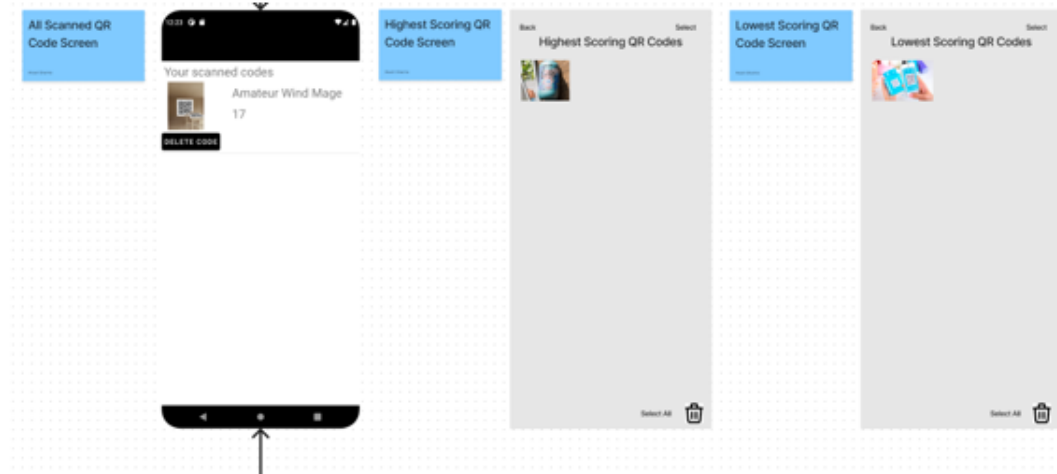 All Scanned QR
Code Screen
12:23
Your scanned codes
Amateur Wind Mage
17
DELETE CODE
Highest Scoring QR
Code Screen
Back
Select
Highest Scoring QR Codes
Select All
Lowest Scoring QR
Code Screen
Back
Select
Lowest Scoring QR Codes
Select All